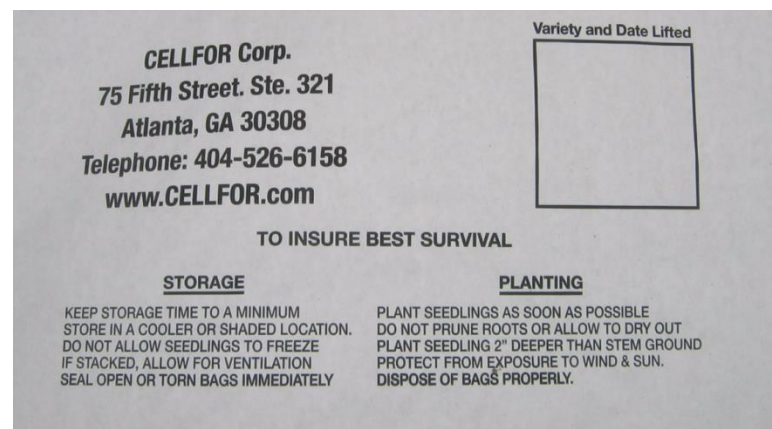 CELLFOR Corp.
75 Fifth Street. Ste. 321
Atlanta, GA 30308
Telephone: 404-526-6158
www.CELLFOR.com
Variety and Date Lifted
TO INSURE BEST SURVIVAL
STORAGE
KEEP STORAGE TIME TO A MINIMUM
STORE IN A COOLER OR SHADED LOCATION.
DO NOT ALLOW SEEDLINGS TO FREEZE
IF STACKED, ALLOW FOR VENTILATION
SEAL OPEN OR TORN BAGS IMMEDIATELY
PLANTING
PLANT SEEDLINGS AS SOON AS POSSIBLE
DO NOT PRUNE ROOTS OR ALLOW TO DRY OUT
PLANT SEEDLING 2" DEEPER THAN STEM GROUND
PROTECT FROM EXPOSURE TO WIND & SUN.
DISPOSE OF BAGS PROPERLY.